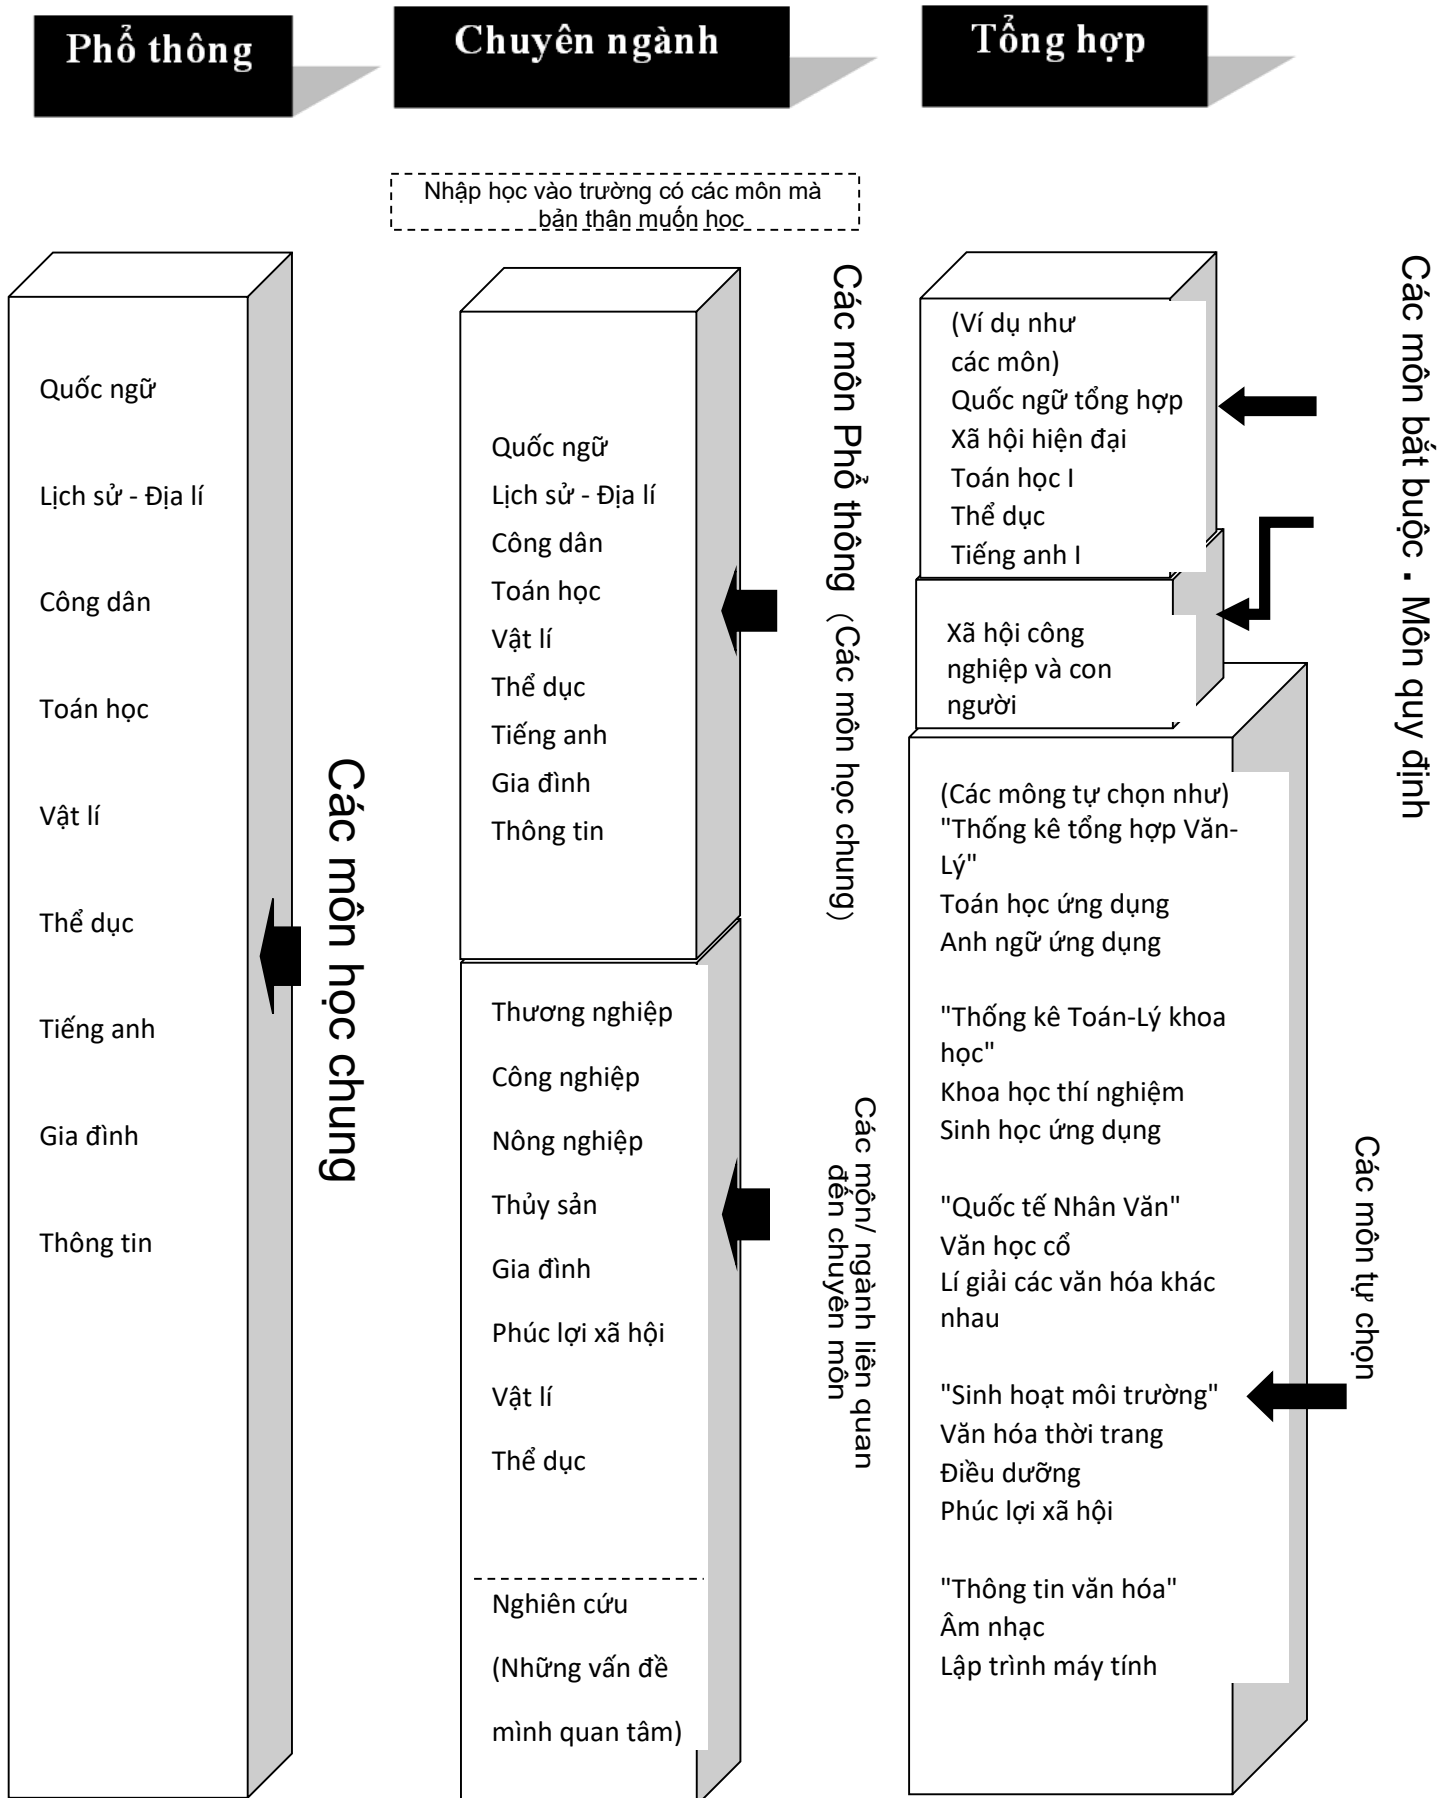 Phổ thông
Chuyên ngành
Tổng hợp
Nhập học vào trường có các môn mà
bản thân muốn học
Quốc ngữ
Lịch sử - Địa lí
Công dân
Toán học
Vật lí
Thể dục
Tiếng anh
Gia đình
Thông tin
Các môn học chung
Quốc ngữ
Lịch sử - Địa lí
Công dân
Toán học
Vật lí
Thể dục
Tiếng anh
Gia đình
Thông tin
Các môn Phổ thông (Các môn học chung)
Thương nghiệp
Công nghiệp
Nông nghiệp
Thủy sản
Gia đình
Phúc lợi xã hội
Vật lí
Thể dục
Nghiên cứu
(Những vấn đề
mình quan tâm)
Các môn/ ngành liên quan
đến chuyên môn
(Ví dụ như
các môn)
Quốc ngữ tổng hợp
Xã hội hiện đại
Toán học I
Thể dục
Tiếng anh I
Xã hội công
nghiệp và con
người
Các môn bắt buộc . Môn quy định
(Các mông tự chọn như)
"Thống kê tổng hợp Văn-
Lý"
Toán học ứng dụng
Anh ngữ ứng dụng
"Thống kê Toán-Lý khoa
học"
Khoa học thí nghiệm
Sinh học ứng dụng
"Quốc tế Nhân Văn"
Văn học cổ
Lí giải các văn hóa khác
nhau
"Sinh hoạt môi trường"
Văn hóa thời trang
Điều dưỡng
Phúc lợi xã hội
"Thông tin văn hóa"
Âm nhạc
Lập trình máy tính
Các môn tự chọn